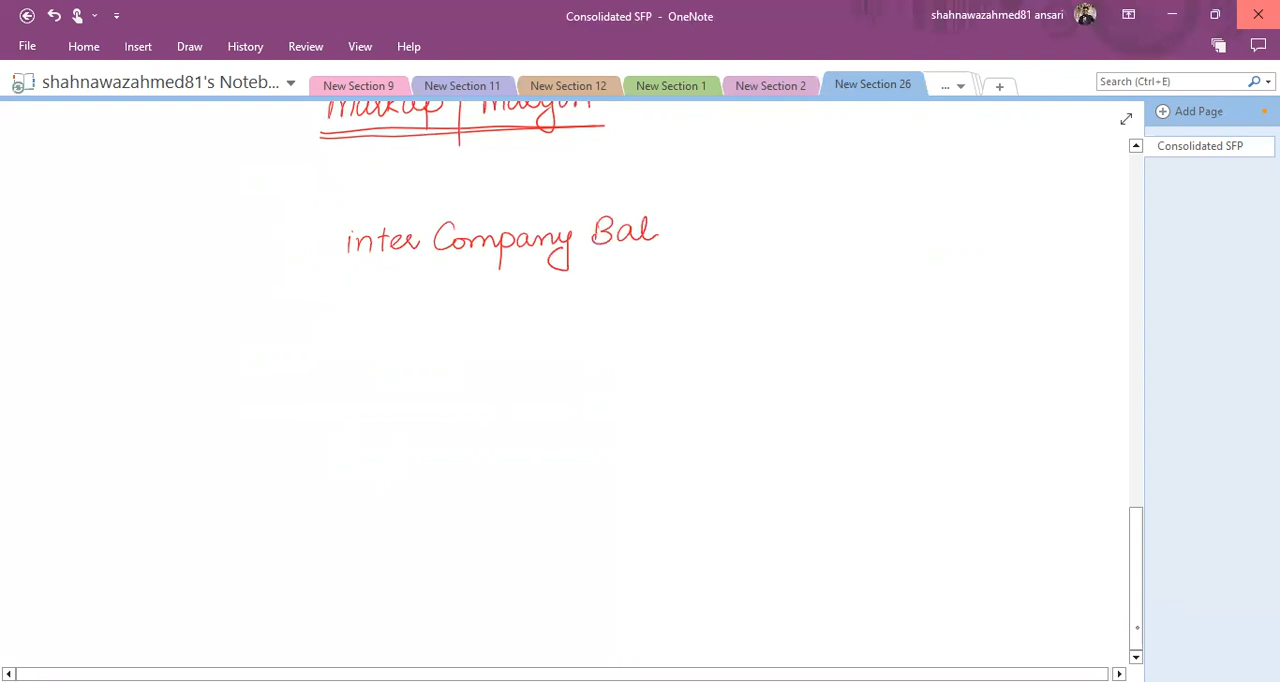 Consolidated SFP - OneNote
shahnawazahmed81 ansari
File Home Insert Draw History Review View Help
shahnawazahmed81's Noteb... New Section 9 New Section 11 New Section 12 New Section 1 New Section 2 New Section 26 ... + Search (Ctrl+E)
Add Page
Consolidated SFP
Markup | Margin
inter Company Bal